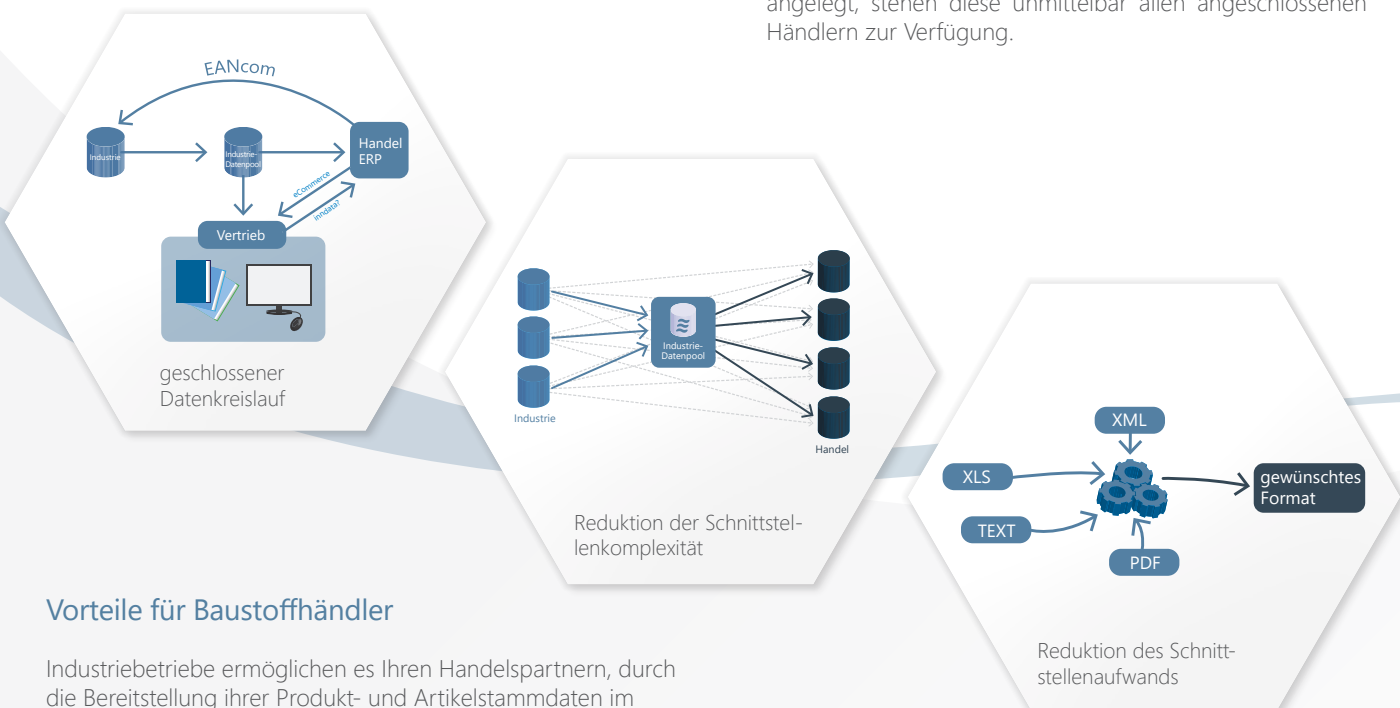 angelegt, stehen diese unmittelbar allen angeschlossenen
Händlern zur Verfügung.
EANcom
Industrie
Industrie-
Datenpool
Handel
ERP
eCommerce
inndata?
Vertrieb
geschlossener
Datenkreislauf
Industrie-
Datenpool
Industrie
Handel
Reduktion der Schnittstel-
lenkomplexität
XML
XLS
TEXT
PDF
gewünschtes
Format
Reduktion des Schnitt-
stellenaufwands
Vorteile für Baustoffhändler
Industriebetriebe ermöglichen es Ihren Handelspartnern, durch
die Bereitstellung ihrer Produkt- und Artikelstammdaten im